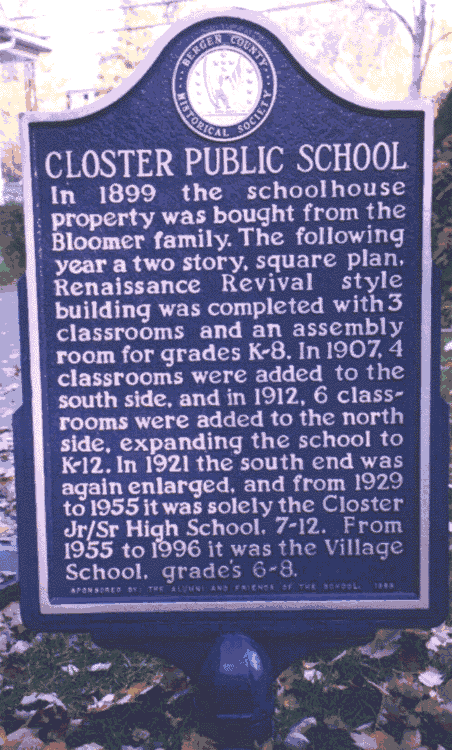 BERGEN COUNTY
HISTORICAL SOCIETY
CLOSTER PUBLIC SCHOOL
In 1899 the schoolhouse
property was bought from the
Bloomer family. The following
year a two story, square plan,
Renaissance Revival style
building was completed with 3
classrooms and an assembly
room for grades K-8. In 1907, 4
classrooms were added to the
south side, and in 1912, 6 class-
rooms were added to the north
side, expanding the school to
K-12. In 1921 the south end was
again enlarged, and from 1929
to 1955 it was solely the Closter
Jr/Sr High School, 7-12. From
1955 to 1996 it was the Village
School, grade's 6-8.
SPONSORED BY: THE ALUMNI AND FRIENDS OF THE SCHOOL,